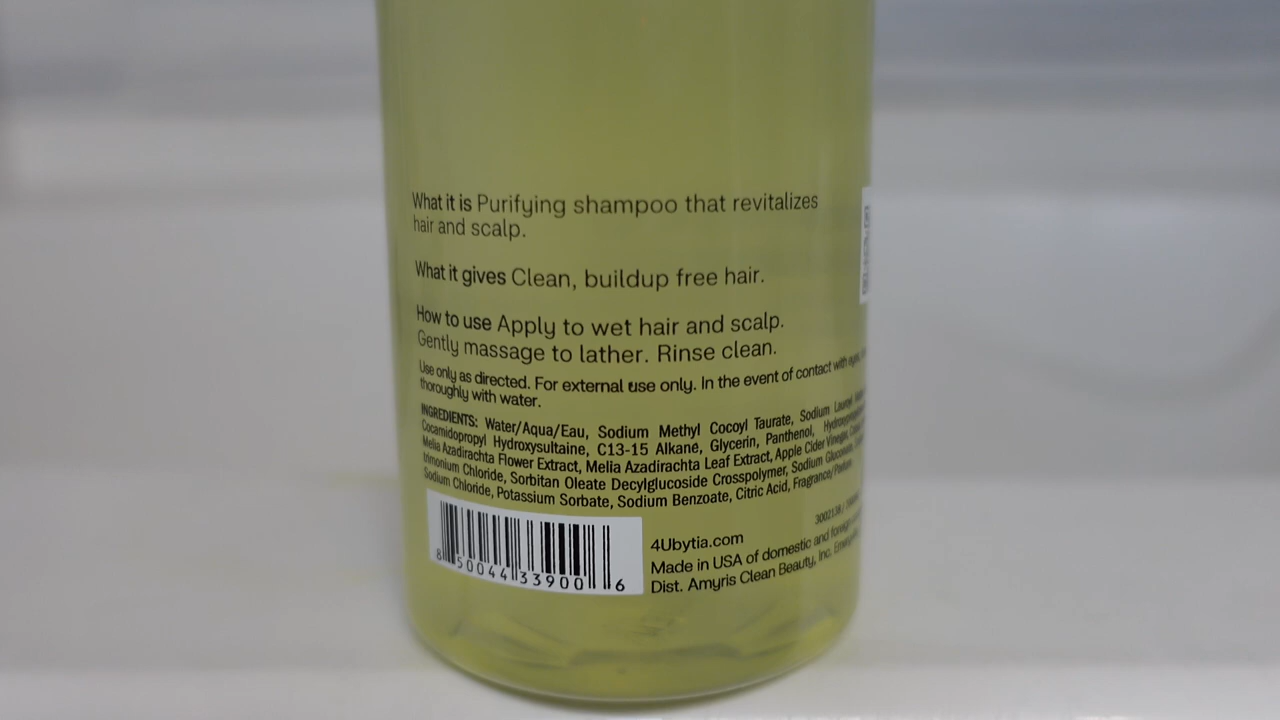 What it is Purifying shampoo that revitalizes
hair and scalp.
What it gives Clean, buildup free hair.
How to use Apply to wet hair and scalp.
Gently massage to lather. Rinse clean.
Use only as directed. For external use only. In the event of contact with eyes,
thoroughly with water.
INGREDIENTS: Water/Aqua/Eau, Sodium Methyl Cocoyl Taurate, Sodium Lauroyl
Cocamidopropyl Hydroxysultaine, C13-15 Alkane, Glycerin, Panthenol,
Melia Azadirachta Flower Extract, Melia Azadirachta Leaf Extract, Apple Cider Vinegar,
trimonium Chloride, Sorbitan Oleate Decylglucoside Crosspolymer, Sodium Gluconate,
Sodium Chloride, Potassium Sorbate, Sodium Benzoate, Citric Acid, Fragrance/Parfum
3002138 /
4Ubytia.com
Made in USA of domestic and foreign
Dist. Amyris Clean Beauty, Inc.
8 50044 33900 6